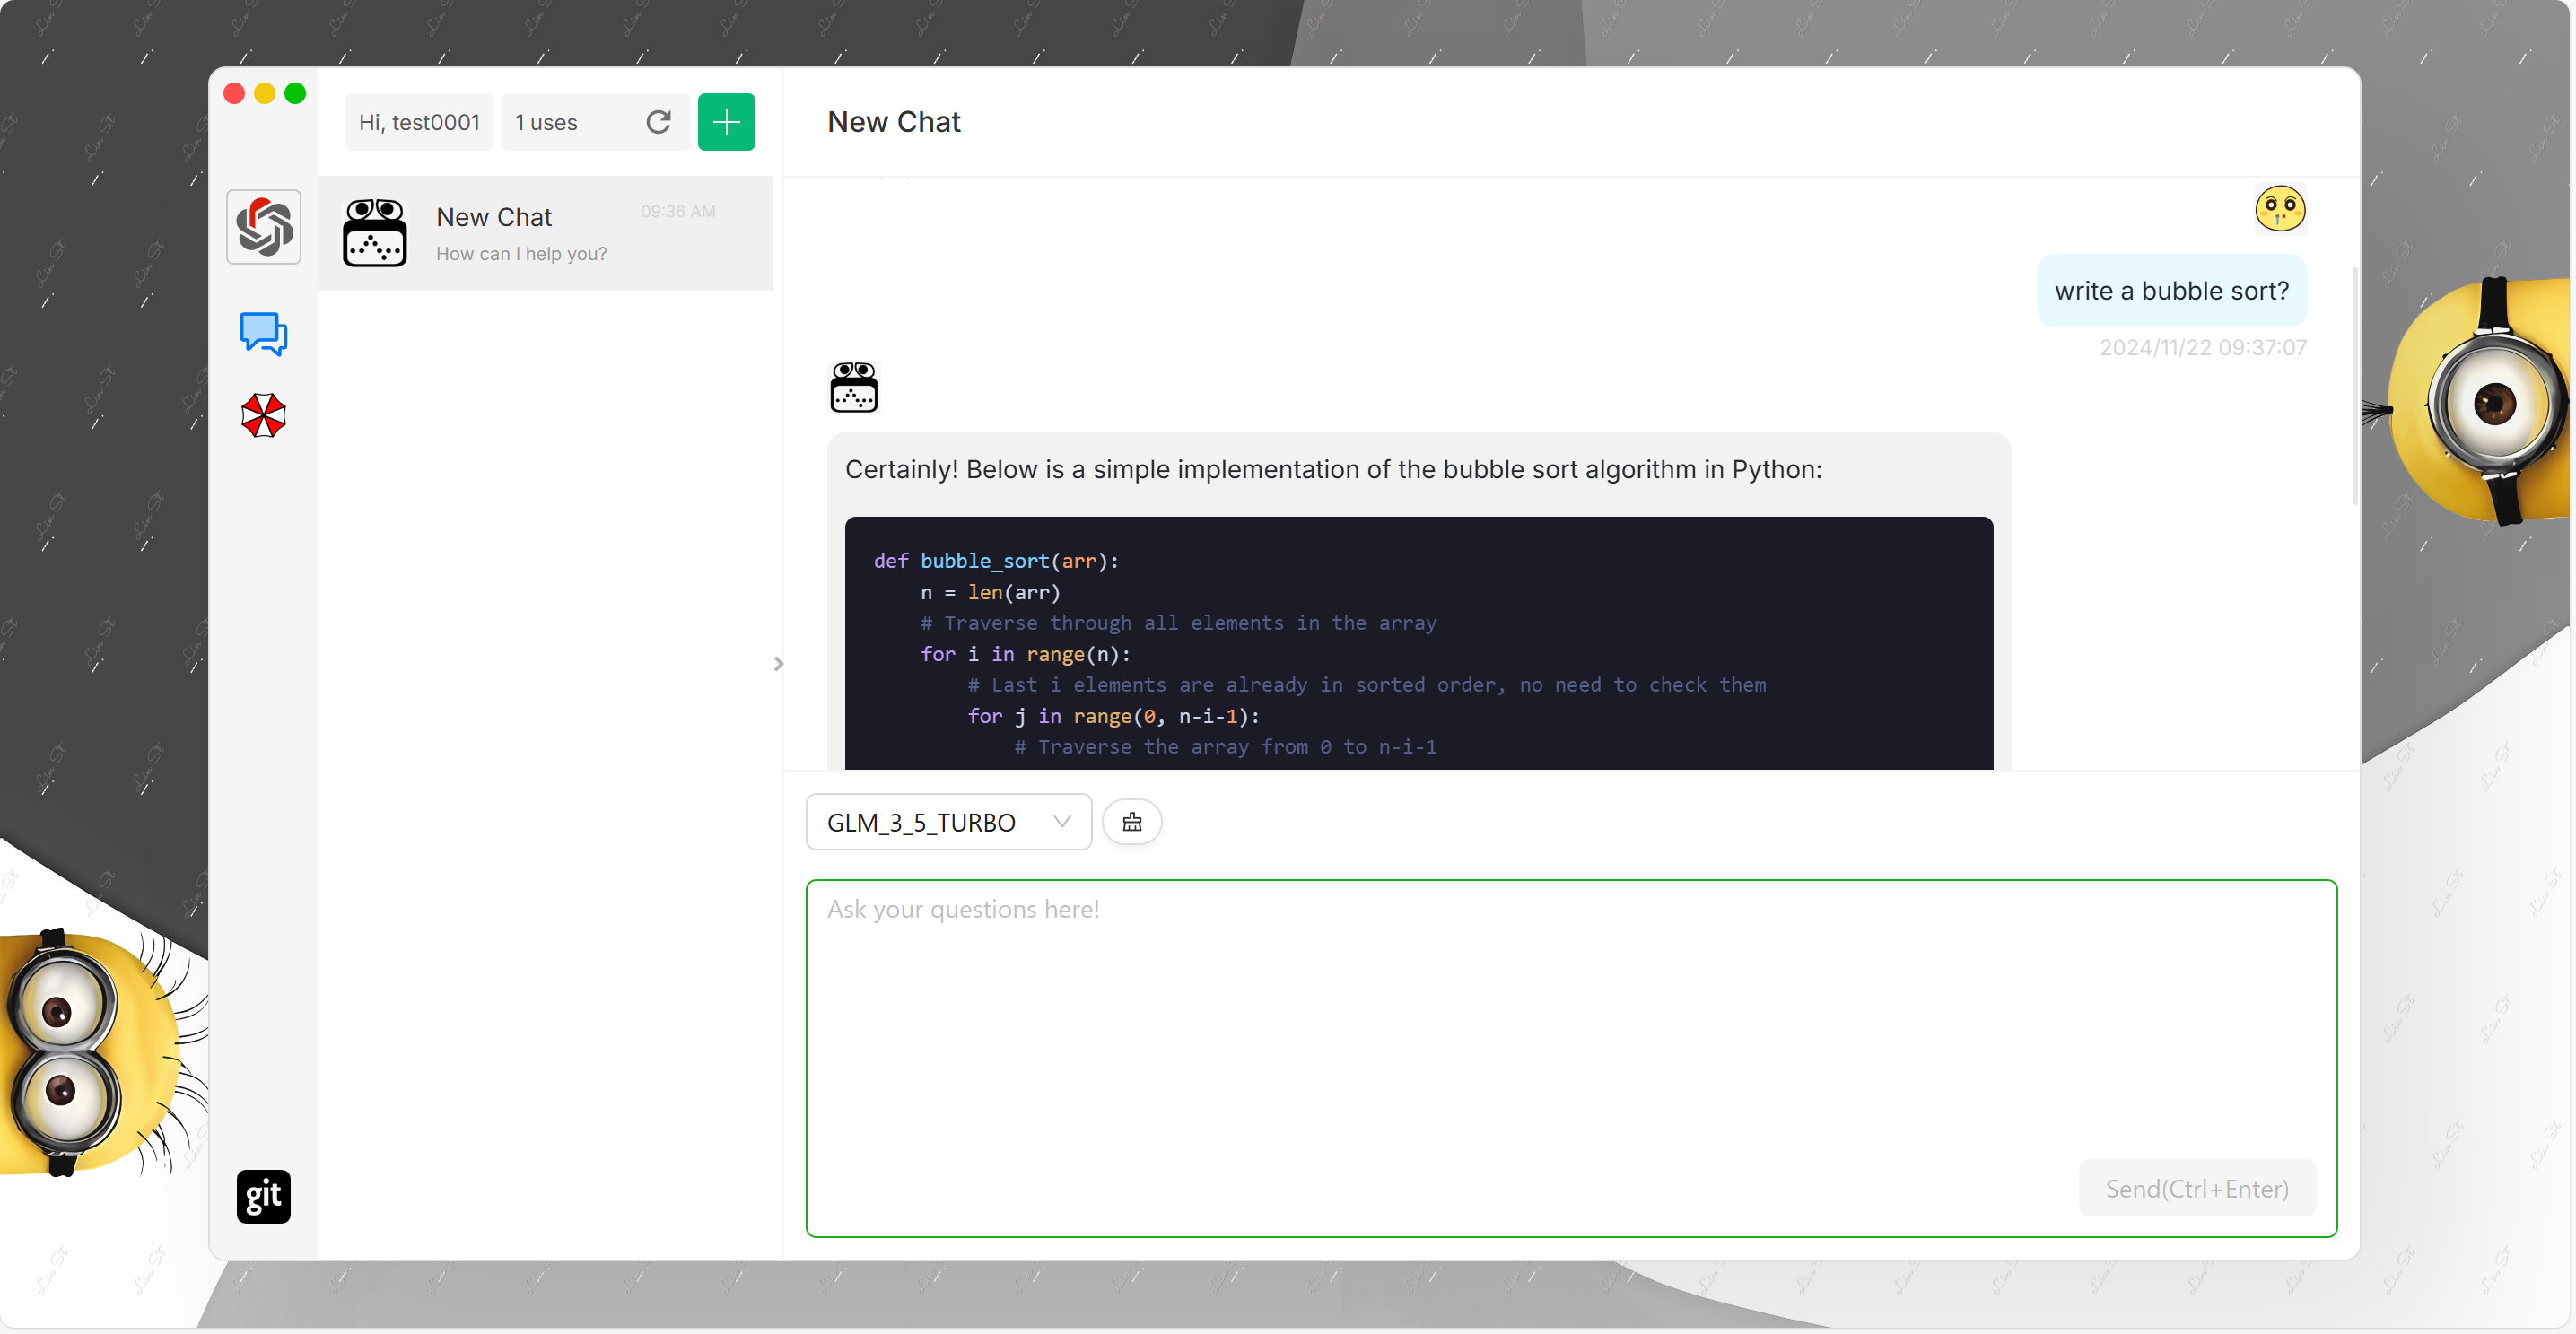 Hi, test0001
1 uses
New Chat
09:36 AM
How can I help you?
New Chat
write a bubble sort?
2024/11/22 09:37:07
Certainly! Below is a simple implementation of the bubble sort algorithm in Python:
def bubble_sort(arr):
    n = len(arr)
    # Traverse through all elements in the array
    for i in range(n):
        # Last i elements are already in sorted order, no need to check them
        for j in range(0, n-i-1):
            # Traverse the array from 0 to n-i-1
GLM_3_5_TURBO
Ask your questions here!
Send(Ctrl+Enter)
git